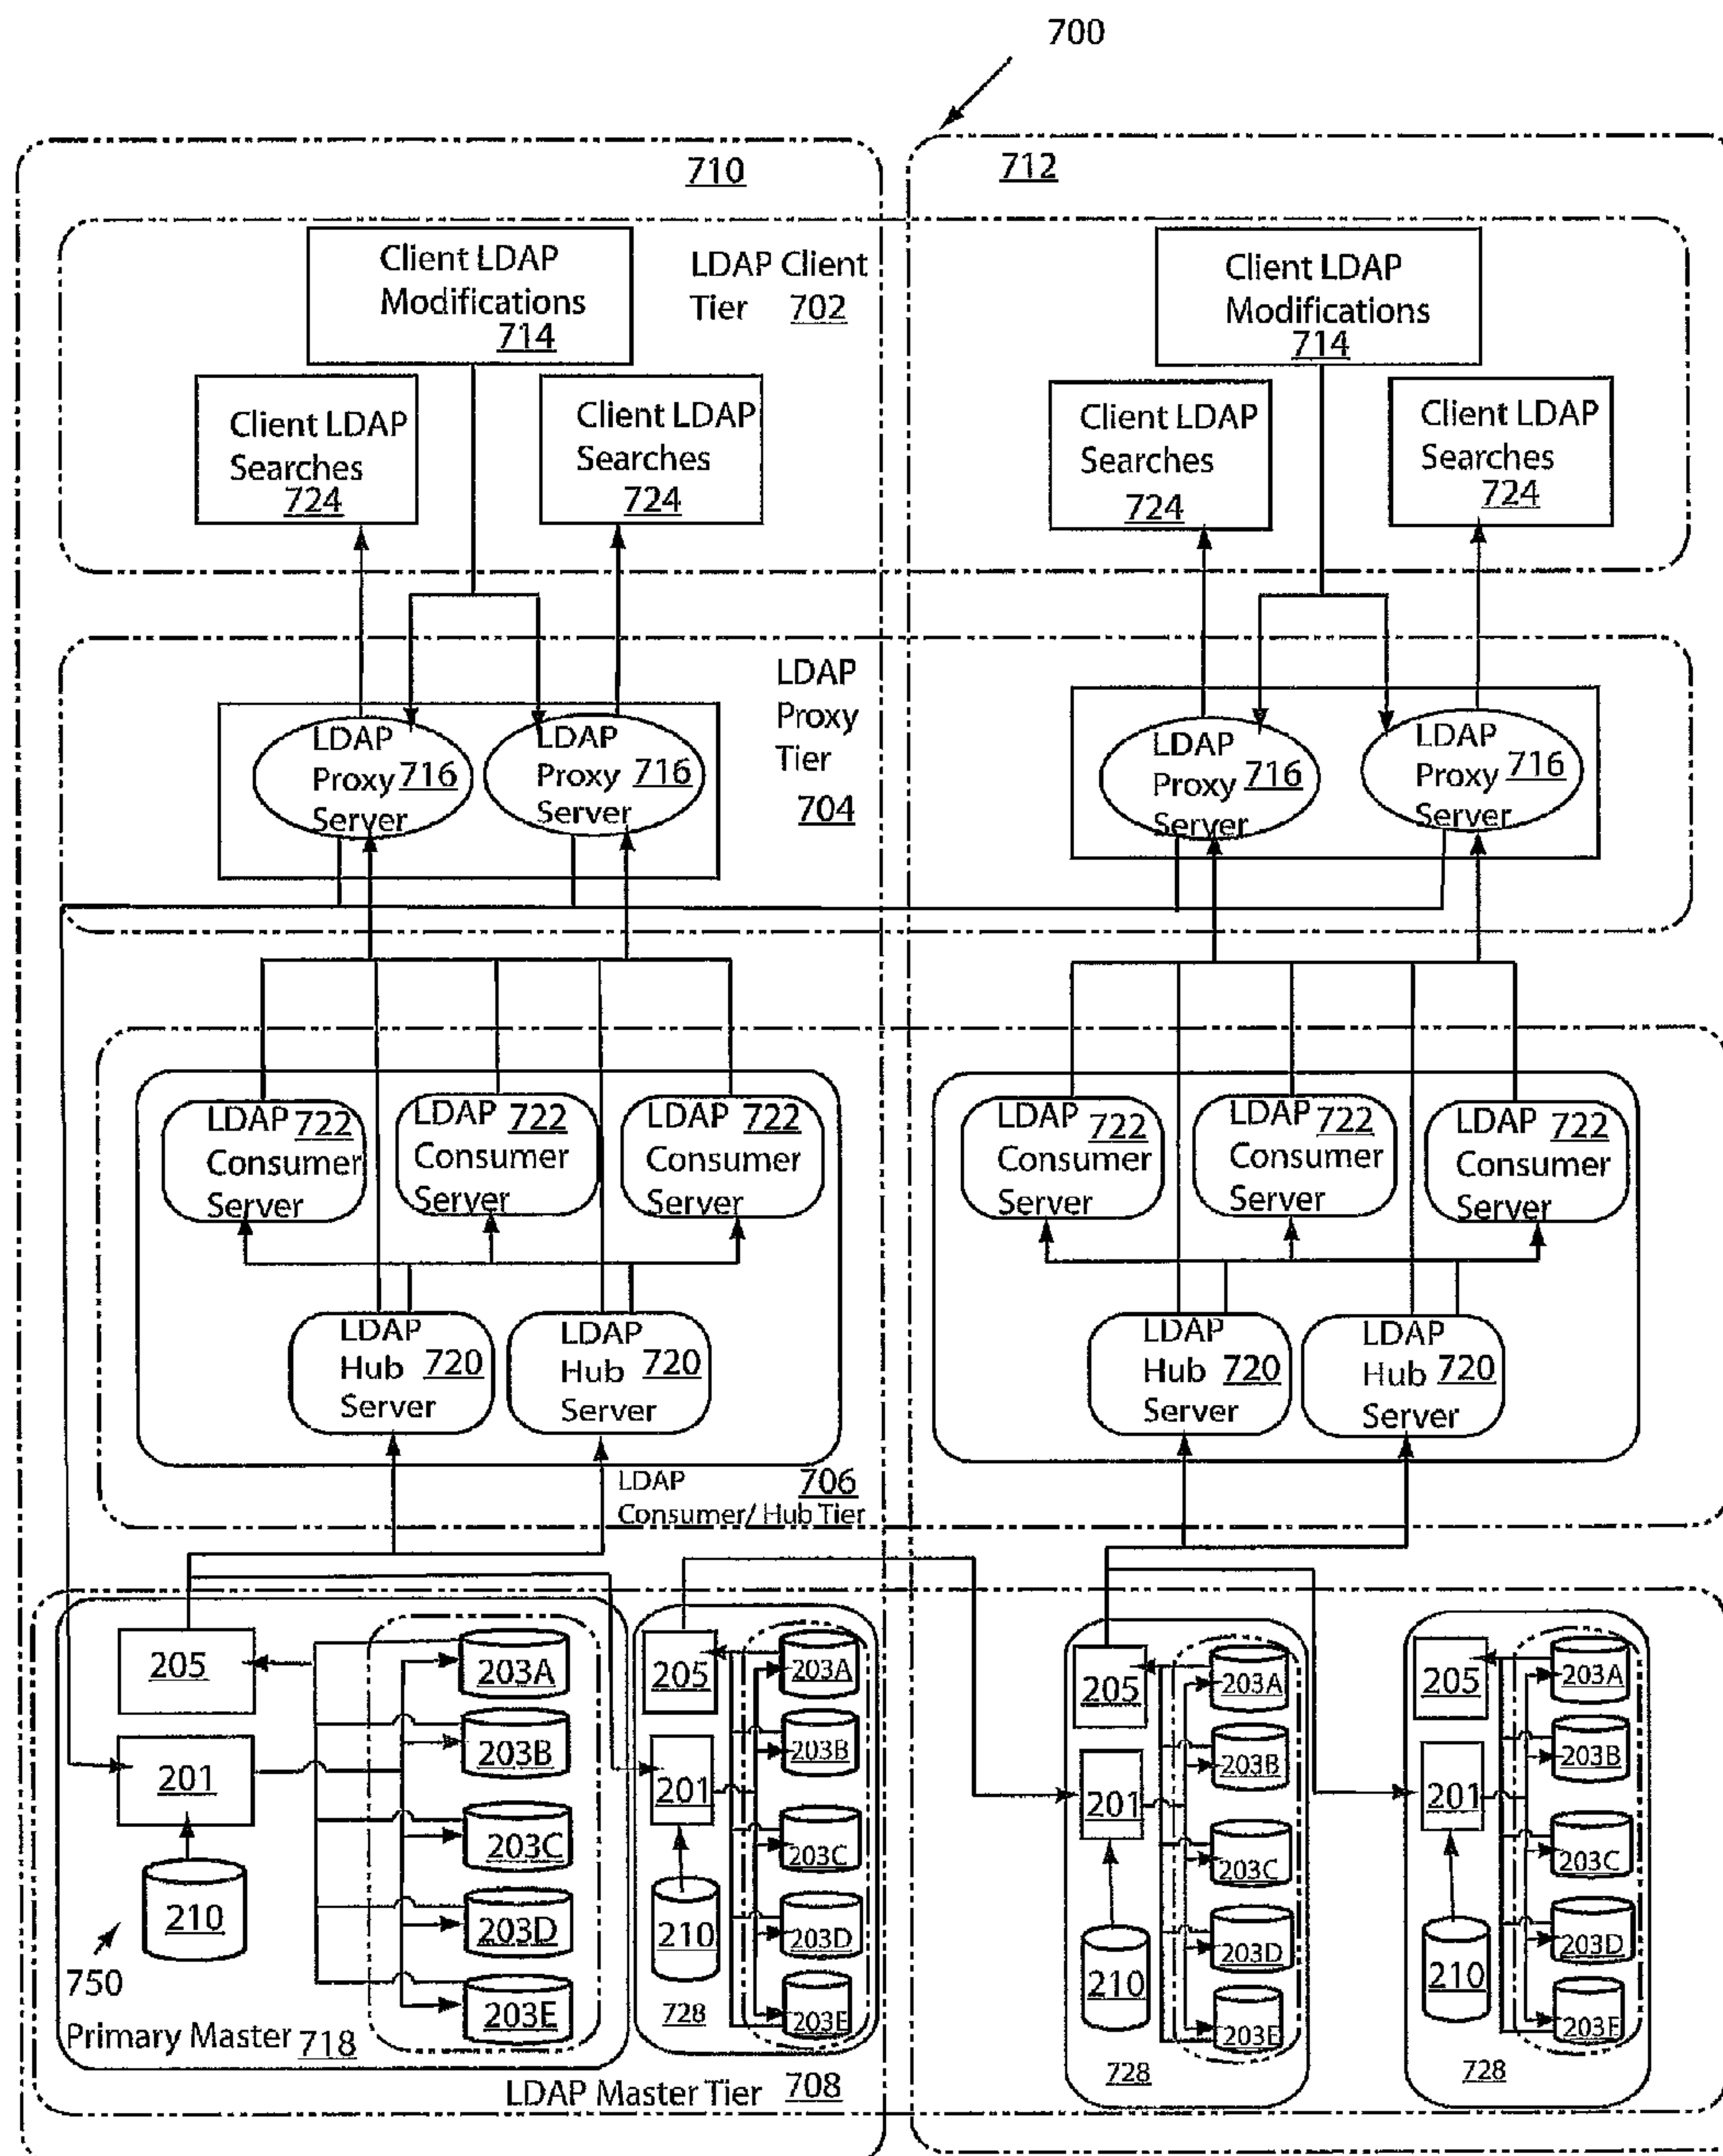 700
710
712
Client LDAP
Modifications
714
LDAP Client
Tier 702
Client LDAP
Modifications
714
Client LDAP
Searches
724
Client LDAP
Searches
724
Client LDAP
Searches
724
Client LDAP
Searches
724
LDAP
Proxy 716
Server
LDAP
Proxy 716
Server
LDAP
Proxy
Tier
704
LDAP
Proxy 716
Server
LDAP
Proxy 716
Server
LDAP 722
Consumer
Server
LDAP 722
Consumer
Server
LDAP 722
Consumer
Server
LDAP 722
Consumer
Server
LDAP 722
Consumer
Server
LDAP 722
Consumer
Server
LDAP
Hub 720
Server
LDAP
Hub 720
Server
LDAP
Hub 720
Server
LDAP
Hub 720
Server
LDAP 706
Consumer/ Hub Tier
205
201
210
750
203A
203B
203C
203D
203E
Primary Master 718
205
201
210
203A
203B
203C
203D
203E
728
205
201
210
203A
203B
203C
203D
203E
728
205
201
210
203A
203B
203C
203D
203E
728
LDAP Master Tier 708